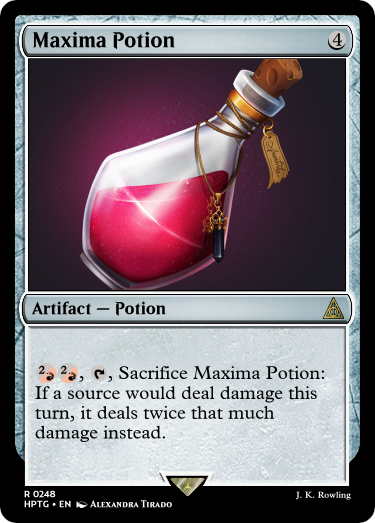 Maxima Potion 4
Artifact — Potion
2 2 , , Sacrifice Maxima Potion:
If a source would deal damage this
turn, it deals twice that much
damage instead.
R 0248
HPTG • EN Alexandra Tirado
J. K. Rowling